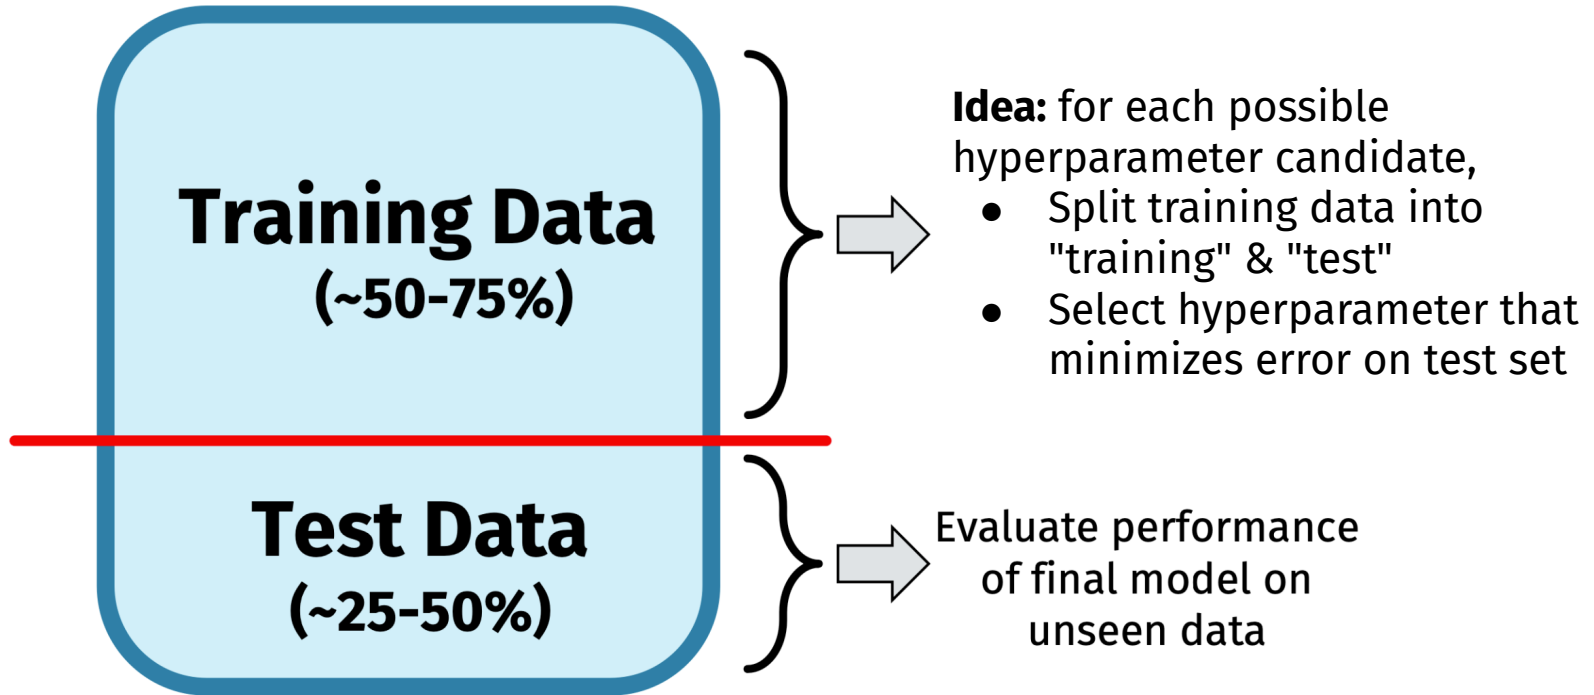 Training Data
(~50-75%)
Idea: for each possible
hyperparameter candidate,
● Split training data into
"training" & "test"
● Select hyperparameter that
minimizes error on test set
Test Data
(~25-50%)
Evaluate performance
of final model on
unseen data